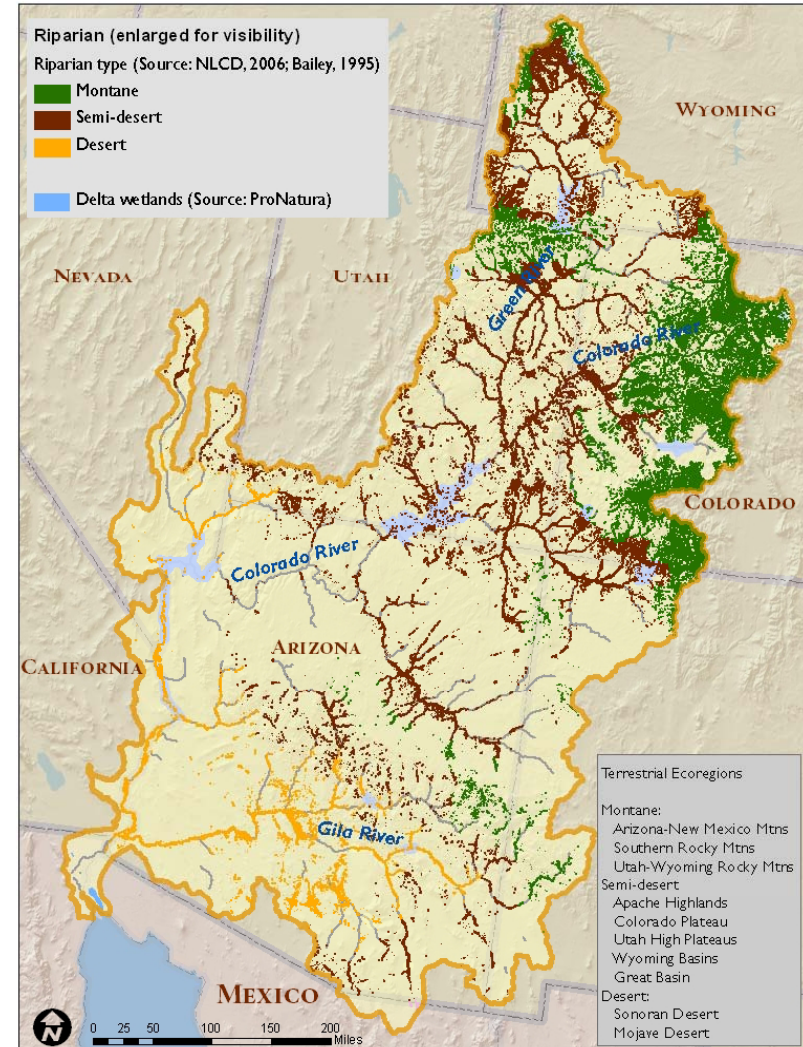 Riparian (enlarged for visibility)
Riparian type (Source: NLCD, 2006; Bailey, 1995)
Montane
Semi-desert
Desert
Delta wetlands (Source: ProNatura)
WYOMING
NEVADA
UTAH
Green River
Colorado River
COLORADO
Colorado River
ARIZONA
CALIFORNIA
Gila River
MEXICO
Terrestrial Ecoregions
Montane:
Arizona-New Mexico Mtns
Southern Rocky Mtns
Utah-Wyoming Rocky Mtns
Semi-desert
Apache Highlands
Colorado Plateau
Utah High Plateaus
Wyoming Basins
Great Basin
Desert:
Sonoran Desert
Mojave Desert
N
0 25 50 100 150 200
Miles